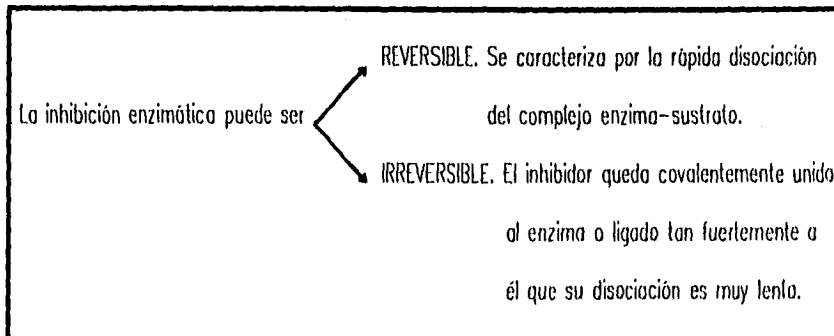 REVERSIBLE. Se caracteriza por la rápida disociación
La inhibición enzimática puede ser
del complejo enzima-sustrato.
IRREVERSIBLE. El inhibidor queda covalentemente unido
al enzima o ligado tan fuertemente a
él que su disociación es muy lenta.